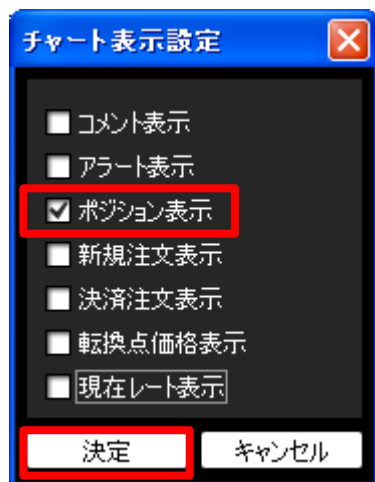 チャート表示設定
コメント表示
アラート表示
ポジション表示
新規注文表示
決済注文表示
転換点価格表示
現在レート表示
決定 キャンセル